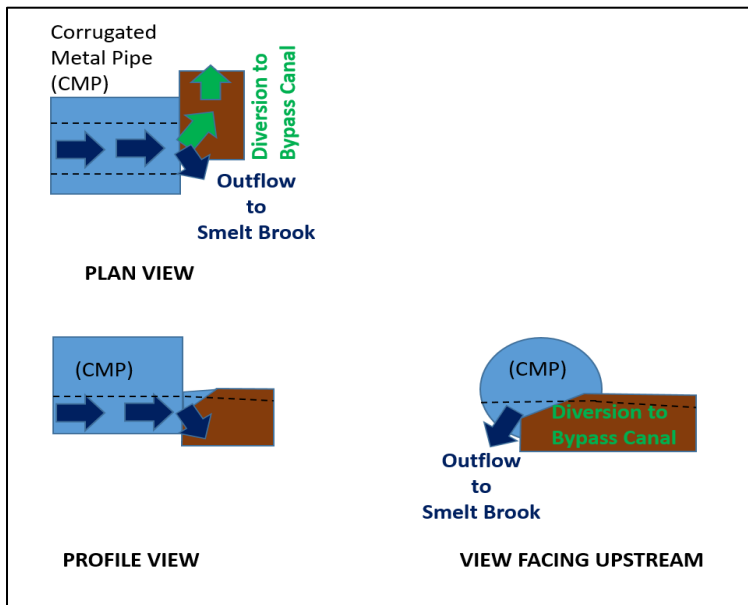 Corrugated
Metal Pipe
(CMP)
Diversion to
Bypass Canal
Outflow
to
Smelt Brook
PLAN VIEW
(CMP)
PROFILE VIEW
(CMP)
Diversion to
Bypass Canal
Outflow
to
Smelt Brook
VIEW FACING UPSTREAM